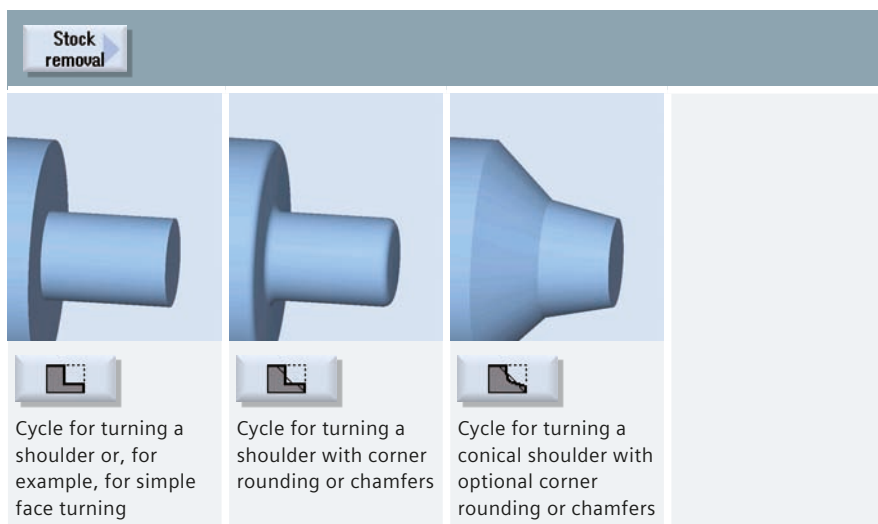 Stock
removal
Cycle for turning a
shoulder or, for
example, for simple
face turning
Cycle for turning a
shoulder with corner
rounding or chamfers
Cycle for turning a
conical shoulder with
optional corner
rounding or chamfers